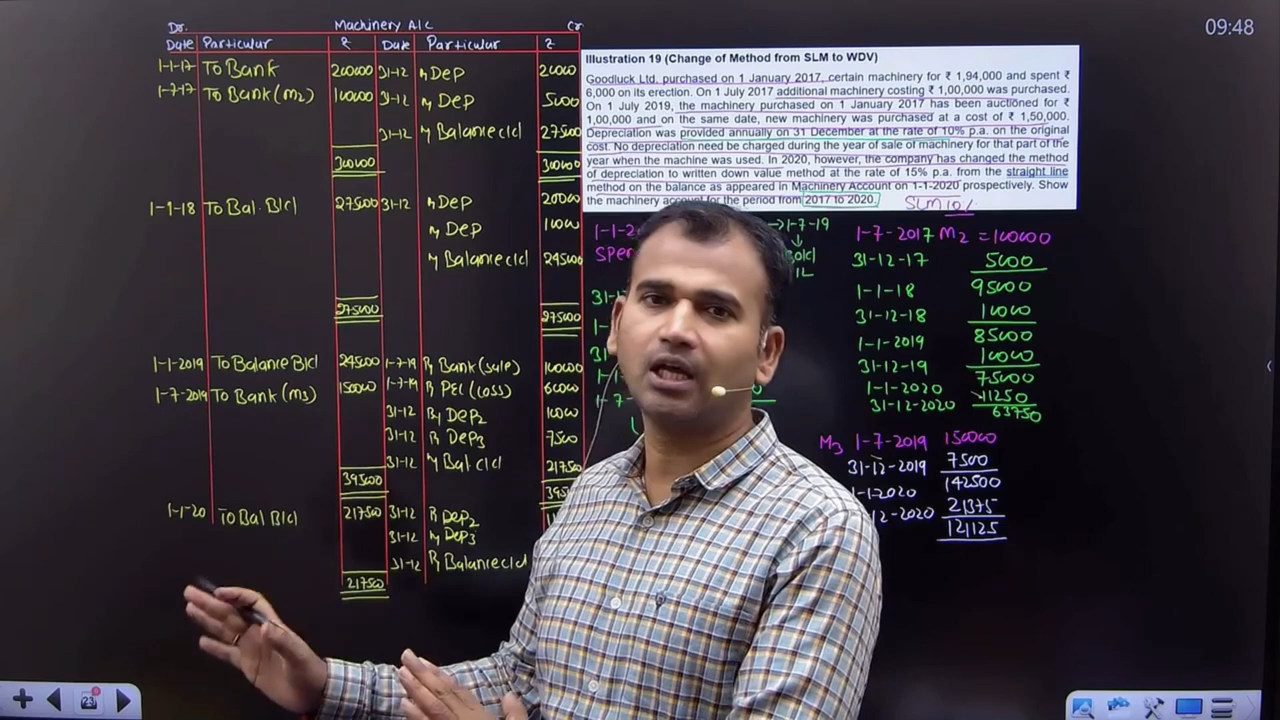 09:48
Dr. Machinery A/c Cr
Date Particular ₹ Date Particular ₹
1-1-17 To Bank 200000 31-12 By Dep 20000
1-7-17 To Bank (m2) 100000 31-12 By Dep 5000
31-12 By Balance c/d 27500
300000 300000
1-1-18 To Bal. B/d 275000 31-12 By Dep 20000
By Dep 10000
By Balance c/d 245000
275000 275000
1-1-2019 To Balance B/d 245000 1-7-19 By Bank (sale) 100000
1-7-2019 To Bank (m3) 150000 1-7-19 By P&L (Loss) 60000
31-12 By Dep2 10000
31-12 By Dep3 7500
31-12 By Bal c/d 21750
395000 395
1-1-20 To Bal B/d 217500 31-12 By Dep2
31-12 By Dep3
31-12 By Balance c/d
217500
Illustration 19 (Change of Method from SLM to WDV)
Goodluck Ltd. purchased on 1 January 2017, certain machinery for ₹ 1,94,000 and spent ₹
6,000 on its erection. On 1 July 2017 additional machinery costing ₹ 1,00,000 was purchased.
On 1 July 2019, the machinery purchased on 1 January 2017 has been auctioned for ₹
1,00,000 and on the same date, new machinery was purchased at a cost of ₹ 1,50,000.
Depreciation was provided annually on 31 December at the rate of 10% p.a. on the original
cost. No depreciation need be charged during the year of sale of machinery for that part of the
year when the machine was used. In 2020, however, the company has changed the method
of depreciation to written down value method at the rate of 15% p.a. from the straight line
method on the balance as appeared in Machinery Account on 1-1-2020 prospectively. Show
the machinery account for the period from 2017 to 2020.
SLM 10%
→1-7-19
↓
1-7-2017 M2 = 100000
31-12-17 5000
95000
1-1-18
31-12-18 10000
1-1-2019 85000
31-12-19 10000
1-1-2020 75000
31-12-2020 11250
63750
M3 1-7-2019 150000
31-12-2019 7500
1-2020 142500
12-2020 21375
121125
23